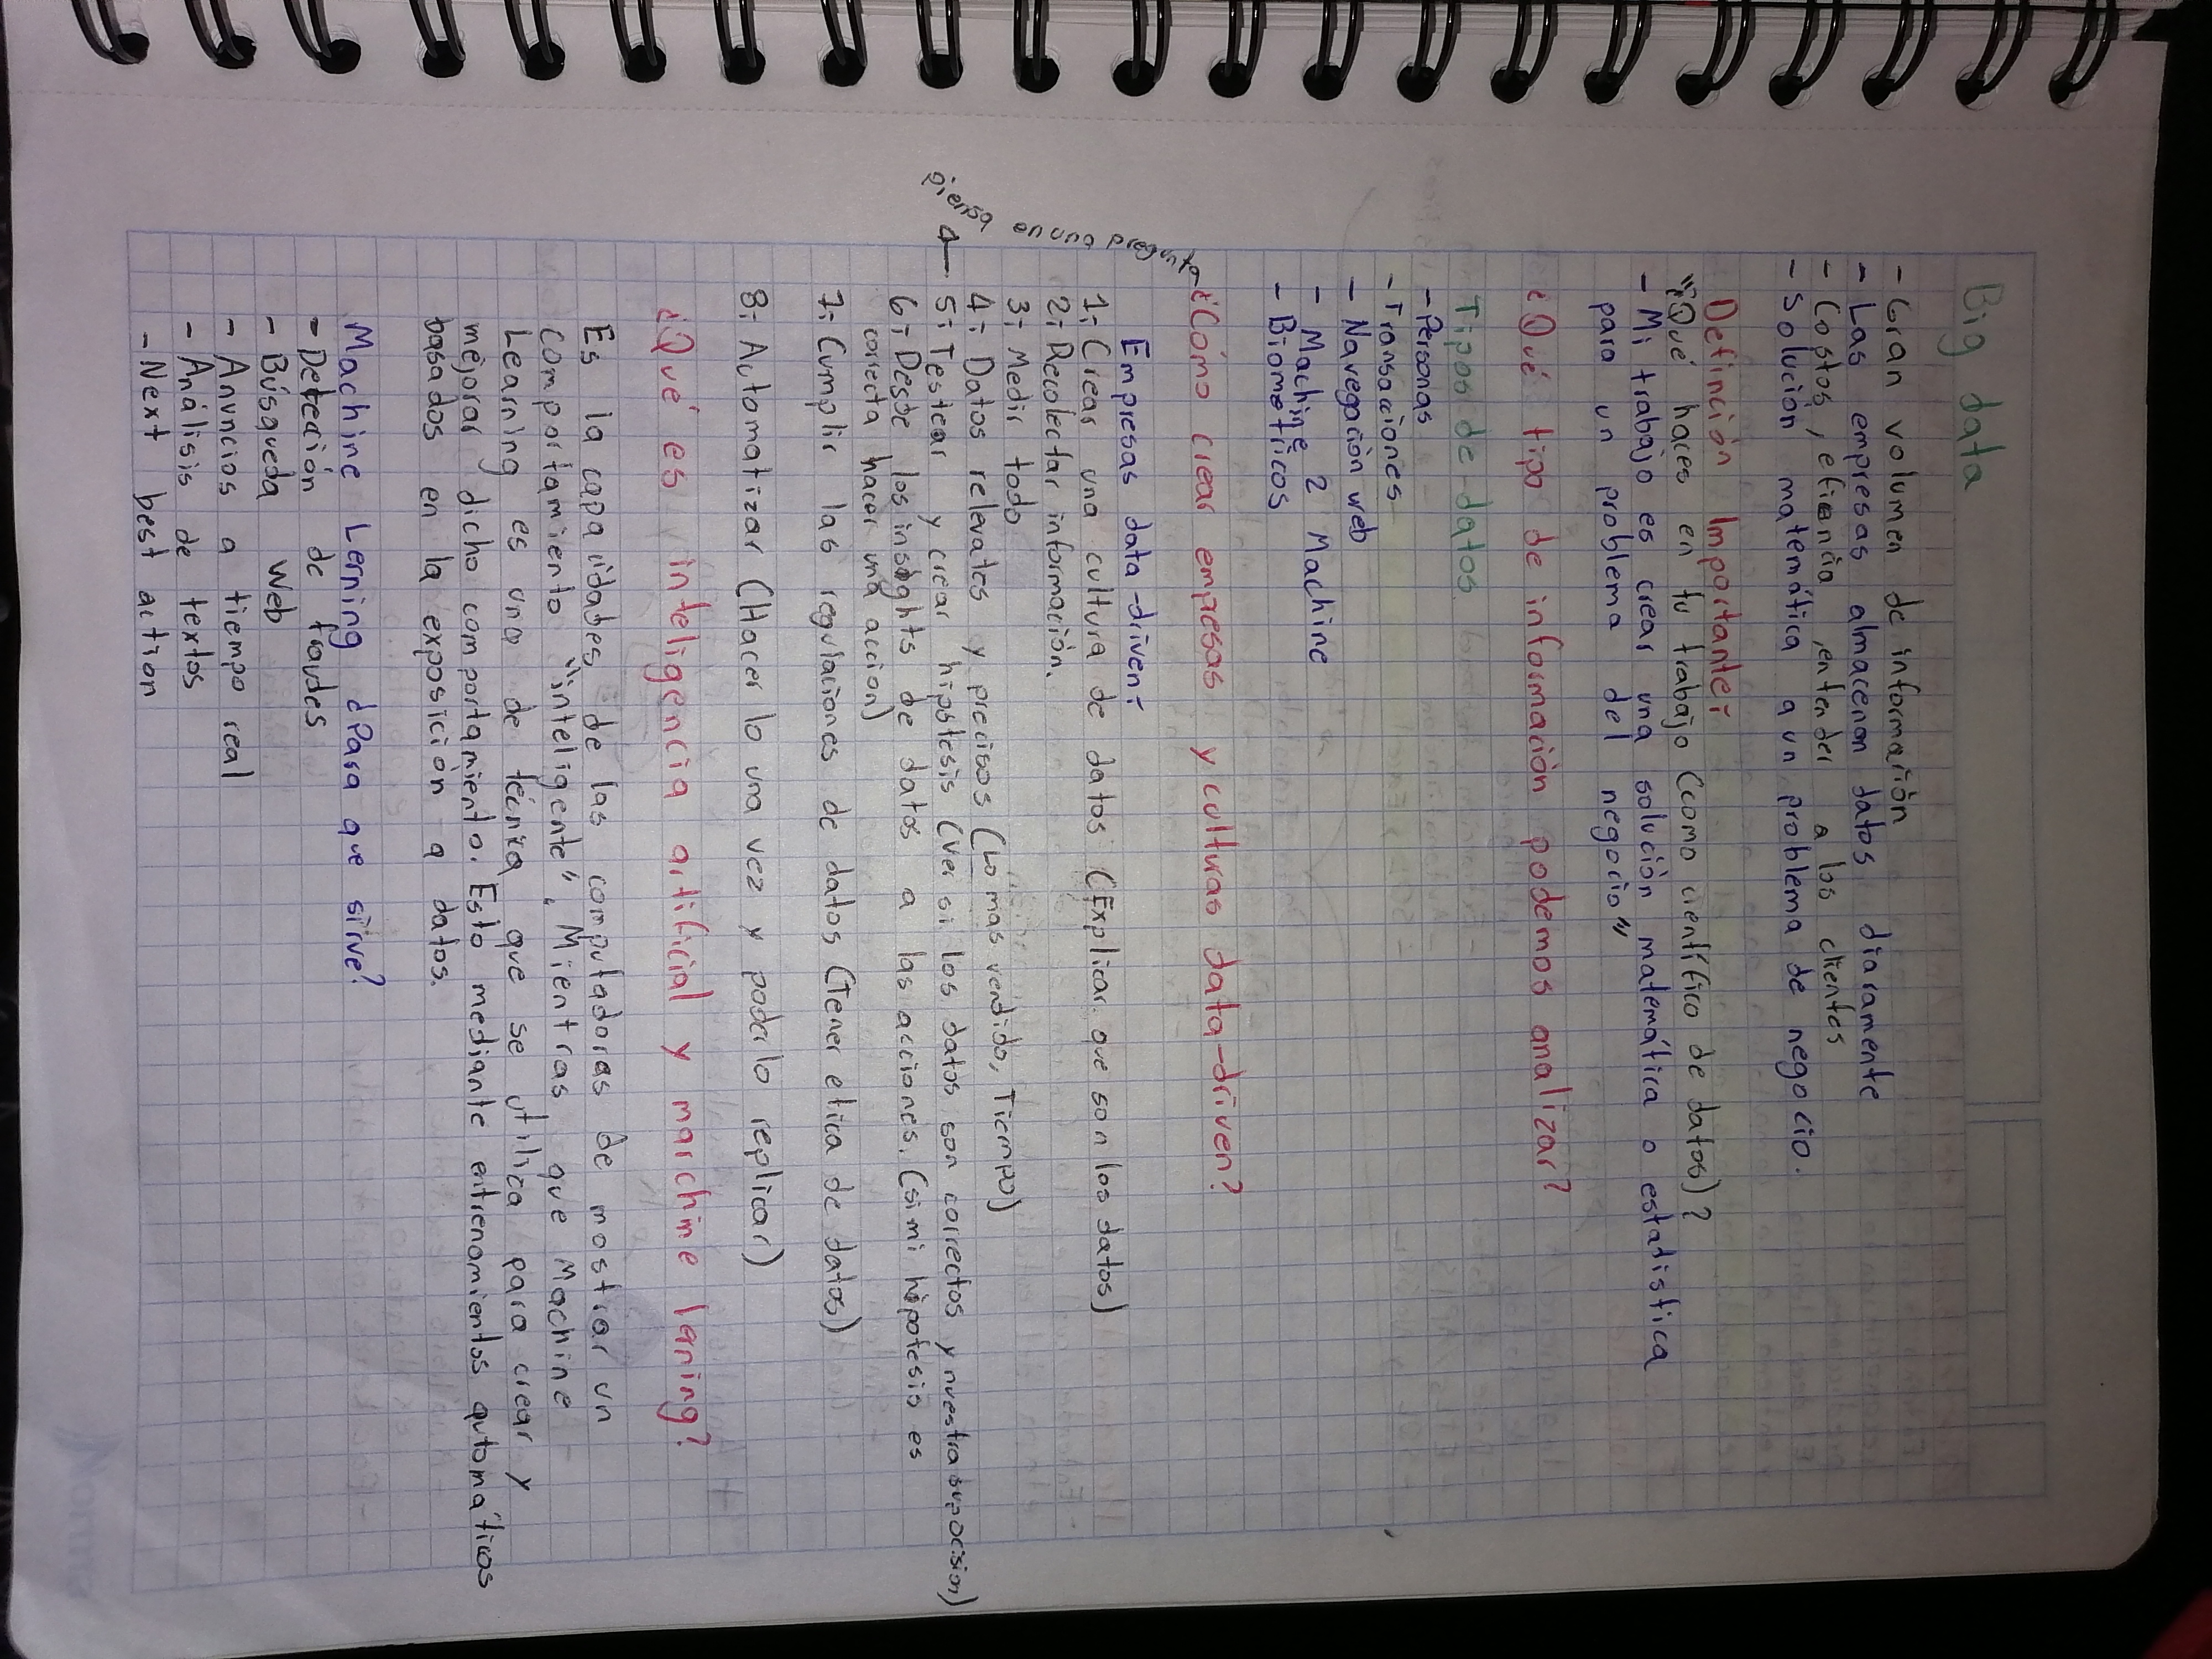 Big data
- Gran volumen de información
- Las empresas almacenan datos diaramente
- Costos, efiencia, entender a los clientes
- Solución matemática a un problema de negocio.
Definción Importante:
"¿Qué haces en tu trabajo (como científico de datos)?
- Mi trabajo es crear una solución matemática o estadistica
para un problema del negocio"
¿Qué tipo de información podemos analizar?
Tipos de datos
- Personas
- Transacciones
- Navegación web
- Machine 2 Machine
- Biometricos
¿Cómo crear empresas y culturas data-driven?
Empresas data-driven:
1: Crear una cultura de datos (Explicar que son los datos)
2: Recolectar información.
3: Medir todo
4: Datos relevates y precisos (Lo mas vendido, Tiempo)
Piensa en una pregunta
5: Testear y crear hipotesis (Ver si los datos son correctos y nuestra suposicion)
6: Desde los insights de datos a las acciones. (si mi hipotesis es
correcta hacer una accion)
7: Cumplir las regulaciones de datos (Tener etica de datos)
8: Automatizar (Hacer lo una vez y poder lo replicar)
¿Qué es inteligencia artificial y marchine lerning?
Es la capacidades de las computadoras de mostrar un
comportamiento "inteligente". Mientras que Machine
Learning es una de técnica que se utilica para crear y
mejorar dicho comportamiento. Esto mediante entrenamientos automáticos
basados en la exposición a datos.
Machine Lerning ¿Para que sirve?
- Detección de fraudes
- Búsqueda Web
- Anuncios a tiempo real
- Análisis de textos
- Next best action
Norma